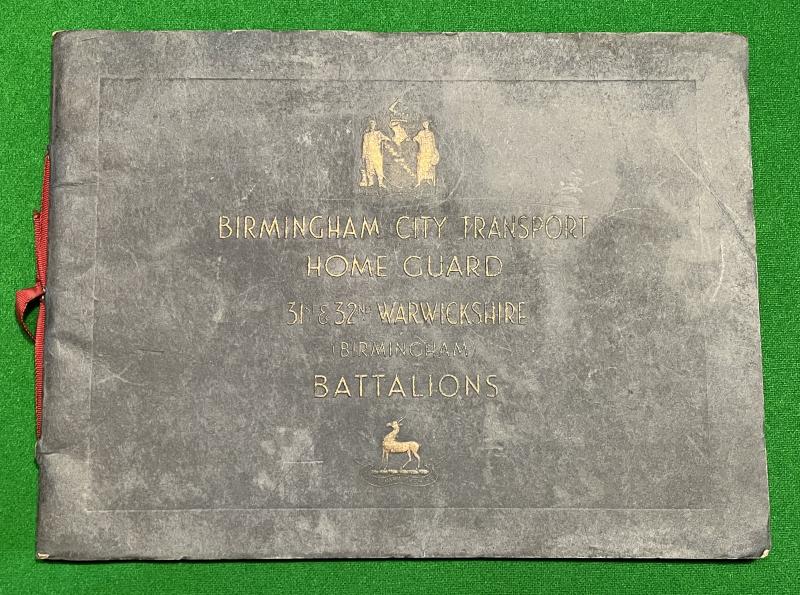 BIRMINGHAM CITY TRANSPORT
HOME GUARD
31ST & 32ND WARWICKSHIRE
(BIRMINGHAM)
BATTALIONS